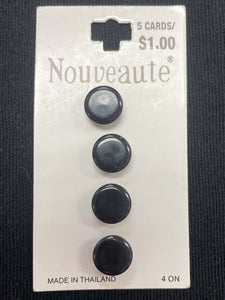 5 CARDS/
$1.00
Nouveaute®
MADE IN THAILAND 4 ON